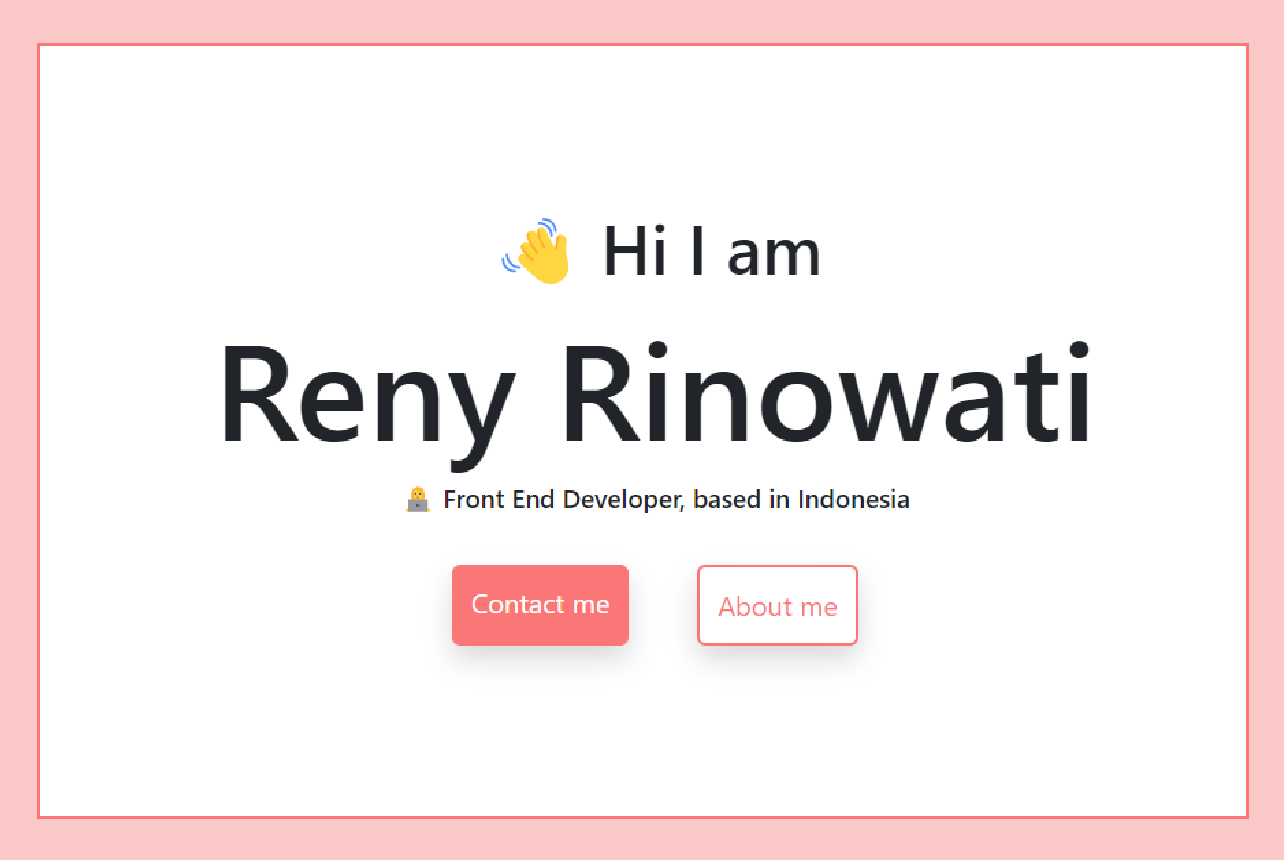 👋 Hi I am
Reny Rinowati
👩‍💻 Front End Developer, based in Indonesia
Contact me
About me